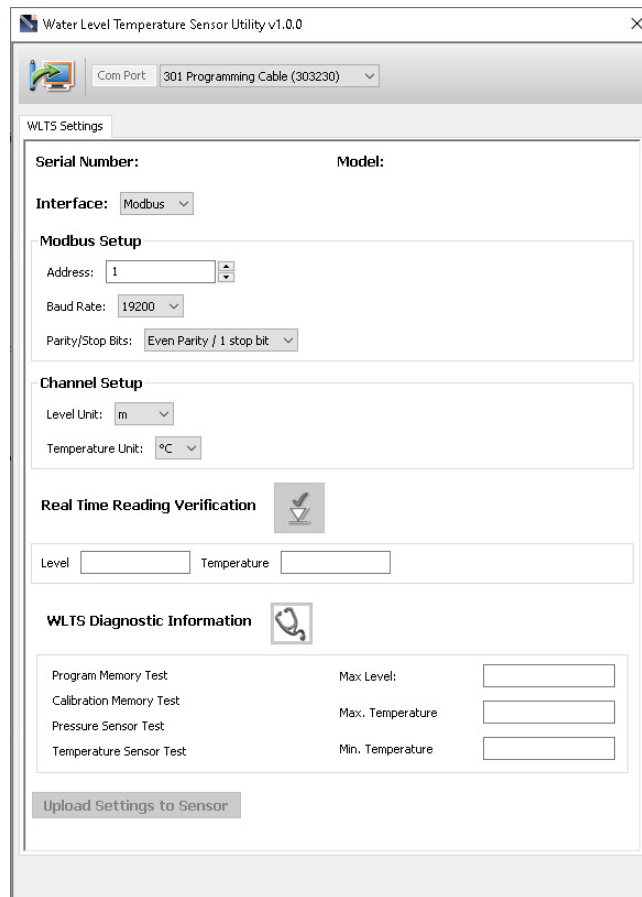 Water Level Temperature Sensor Utility v1.0.0
Com Port 301 Programming Cable (303230)
WLTS Settings
Serial Number: Model:
Interface: Modbus
Modbus Setup
Address: 1
Baud Rate: 19200
Parity/Stop Bits: Even Parity / 1 stop bit
Channel Setup
Level Unit: m
Temperature Unit: °C
Real Time Reading Verification
Level Temperature
WLTS Diagnostic Information
Program Memory Test Max Level:
Calibration Memory Test
Max. Temperature
Pressure Sensor Test
Temperature Sensor Test Min. Temperature
Upload Settings to Sensor